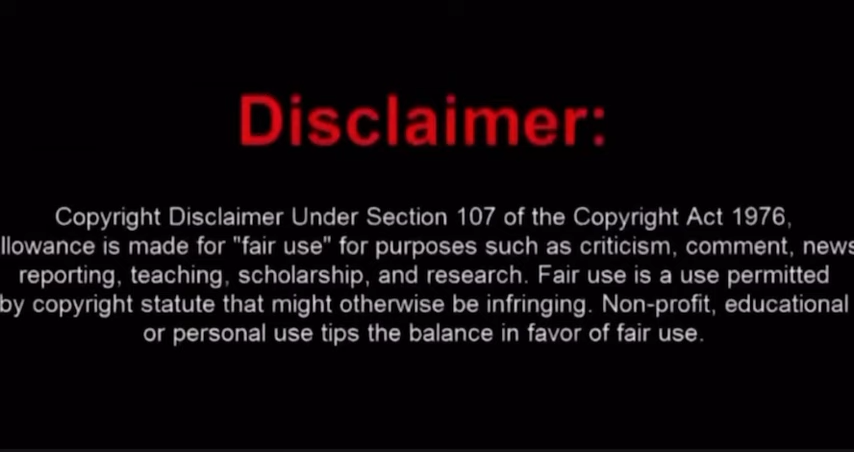 Disclaimer:
Copyright Disclaimer Under Section 107 of the Copyright Act 1976,
llowance is made for "fair use" for purposes such as criticism, comment, news
reporting, teaching, scholarship, and research. Fair use is a use permitted
by copyright statute that might otherwise be infringing. Non-profit, educational
or personal use tips the balance in favor of fair use.